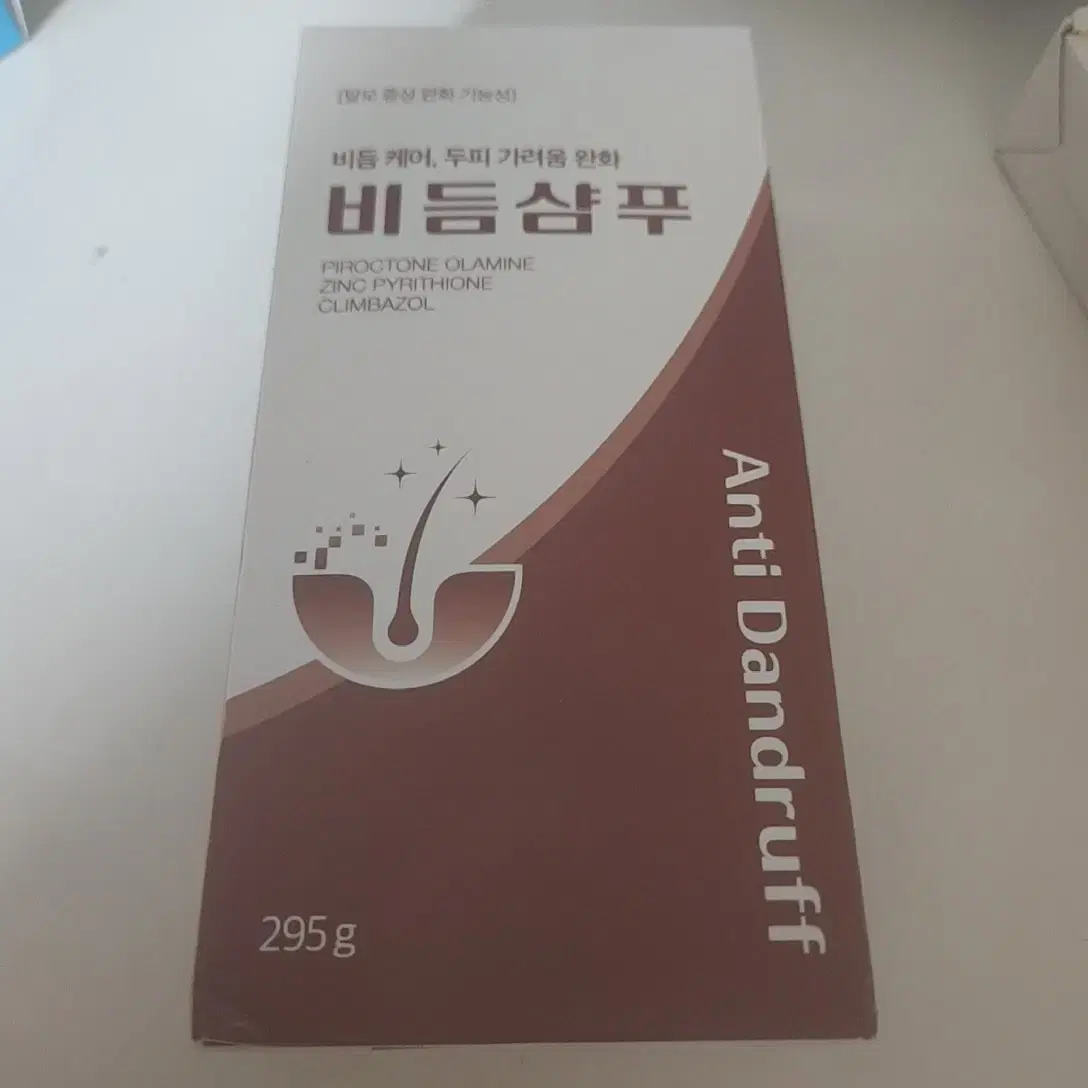 [탈모 증상 완화 기능성]
비듬 케어, 두피 가려움 완화
비듬샴푸
PIROCTONE OLAMINE
ZINC PYRITHIONE
CLIMBAZOL
Anti Dandruff
295g